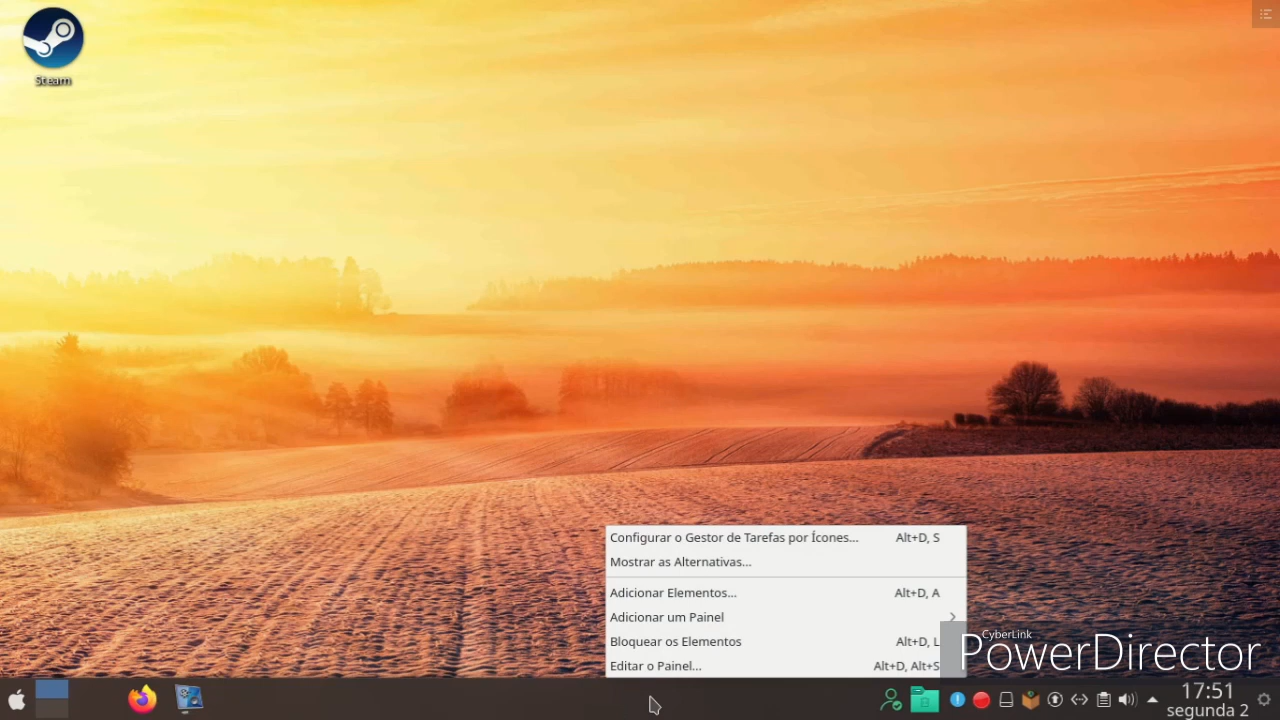 Steam
Configurar o Gestor de Tarefas por Ícones... Alt+D, S
Mostrar as Alternativas...
Adicionar Elementos... Alt+D, A
Adicionar um Painel
Bloquear os Elementos Alt+D, L
Editar o Painel... Alt+D, Alt+S
CyberLink
PowerDirector
17:51
segunda 2